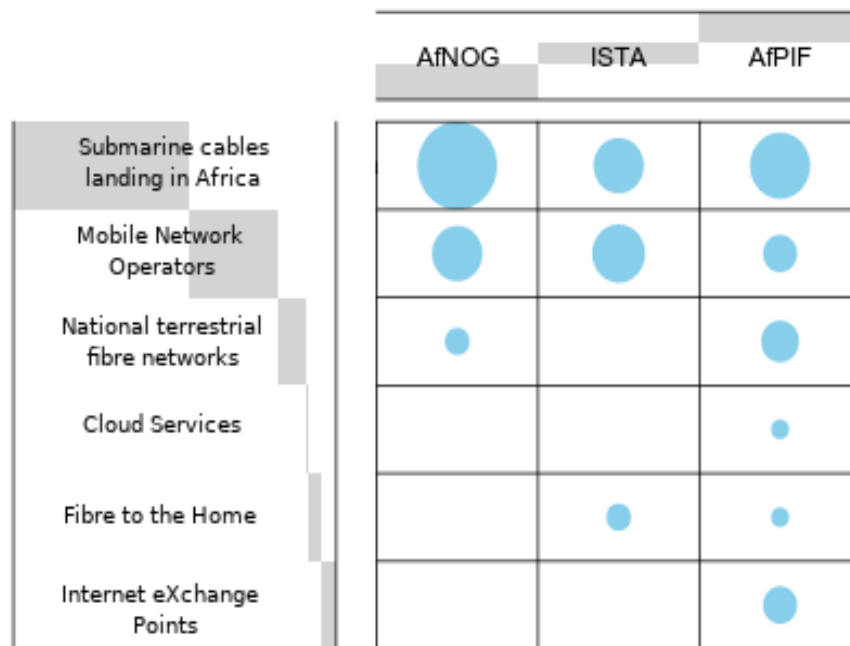 AfNOG ISTA AfPIF
Submarine cables
landing in Africa
Mobile Network
Operators
National terrestrial
fibre networks
Cloud Services
Fibre to the Home
Internet eXchange
Points